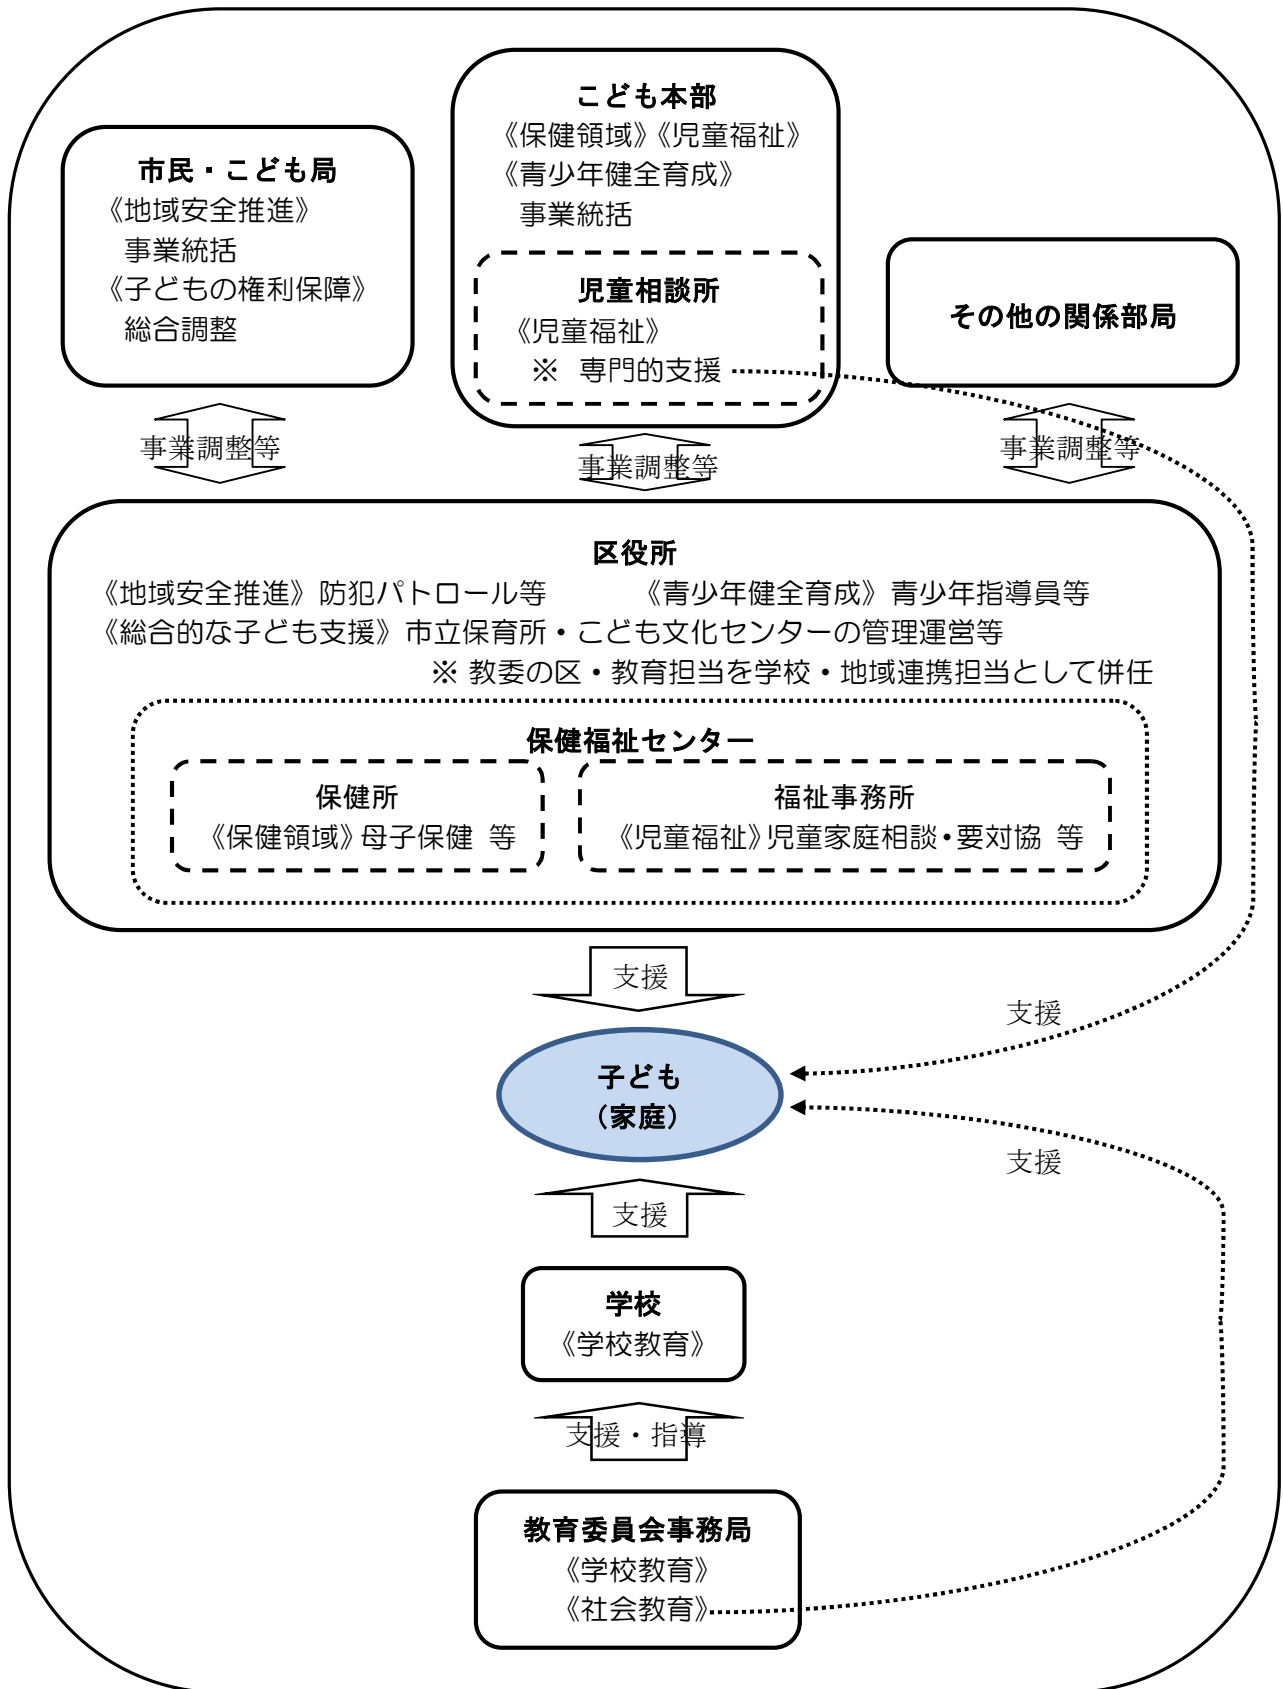 こども本部
《保健領域》《児童福祉》
《青少年健全育成》
事業統括
市民・こども局
《地域安全推進》
事業統括
《子どもの権利保障》
総合調整
児童相談所
《児童福祉》
※ 専門的支援
その他の関係部局
事業調整等
事業調整等
事業調整等
区役所
《地域安全推進》防犯パトロール等 《青少年健全育成》青少年指導員等
《総合的な子ども支援》市立保育所・こども文化センターの管理運営等
※ 教委の区・教育担当を学校・地域連携担当として併任
保健福祉センター
保健所
《保健領域》母子保健 等
福祉事務所
《児童福祉》児童家庭相談・要対協 等
支援
支援
子ども
（家庭）
支援
支援
学校
《学校教育》
支援・指導
教育委員会事務局
《学校教育》
《社会教育》